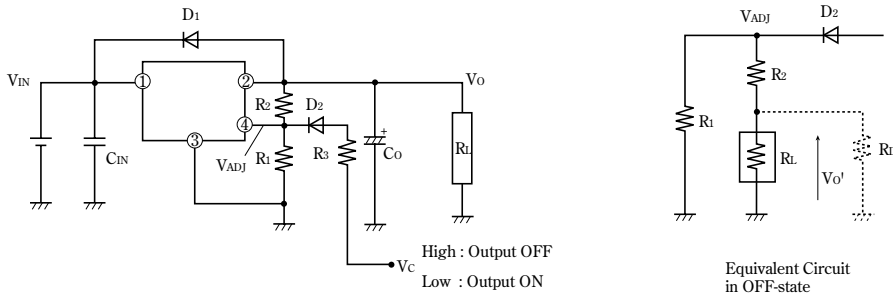 D1
VIN
1
2
VO
R2
D2
4
3
CIN
VADJ
R1
R3
+
CO
RL
VC
High : Output OFF
Low : Output ON
VADJ
D2
R2
R1
RL
VO'
RL
Equivalent Circuit
in OFF-state